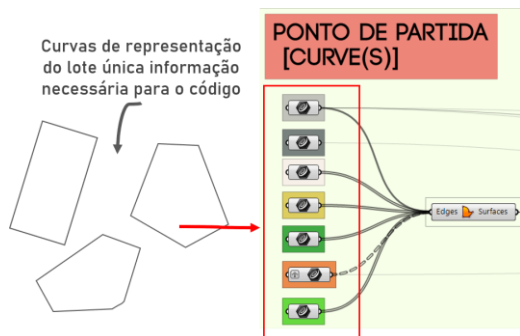 Curvas de representação
do lote única informação
necessária para o código
PONTO DE PARTIDA
[CURVE(S)]
Edges Surfaces